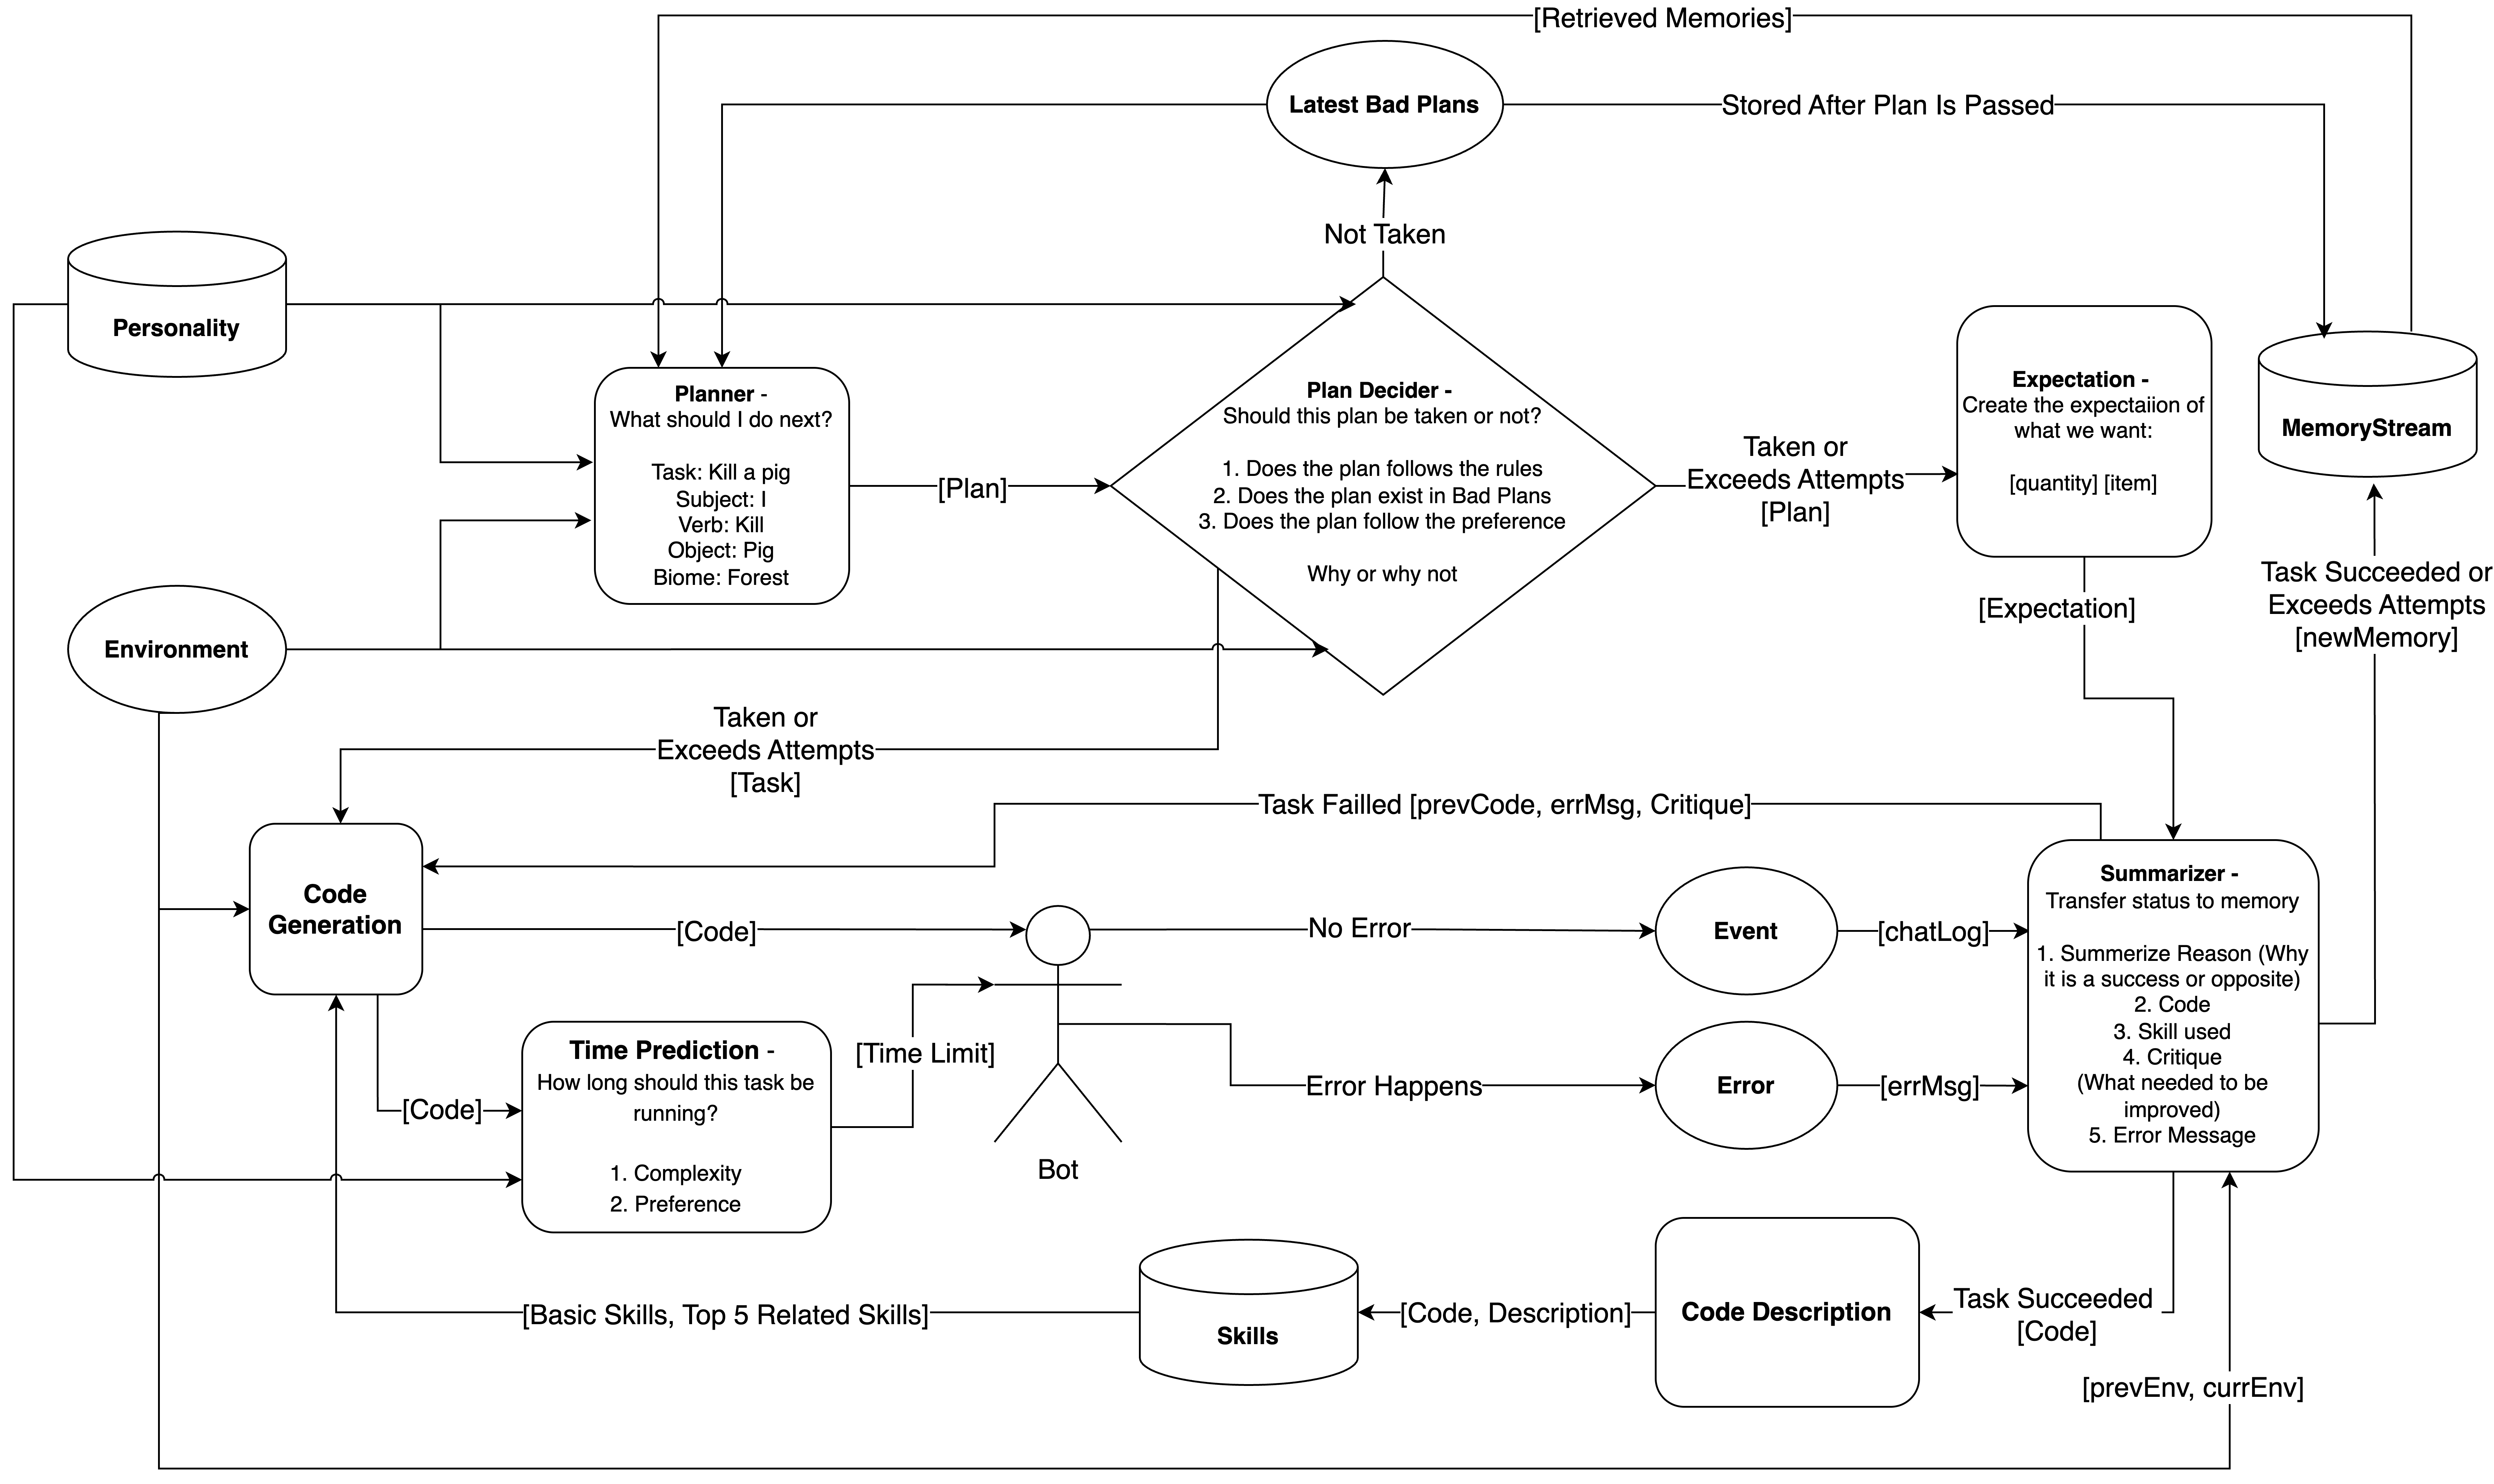 [Retrieved Memories]
Latest Bad Plans
Stored After Plan Is Passed
Not Taken
Personality
Planner -
What should I do next?
Task: Kill a pig
Subject: I
Verb: Kill
Object: Pig
Biome: Forest
[Plan]
Plan Decider -
Should this plan be taken or not?
1. Does the plan follows the rules
2. Does the plan exist in Bad Plans
3. Does the plan follow the preference
Why or why not
Taken or
Exceeds Attempts
[Plan]
Expectation -
Create the expectaiion of
what we want:
[quantity] [item]
MemoryStream
Environment
[Expectation]
Task Succeeded or
Exceeds Attempts
[newMemory]
Taken or
Exceeds Attempts
[Task]
Task Failled [prevCode, errMsg, Critique]
Code
Generation
[Code]
No Error
Event
[chatLog]
Summarizer -
Transfer status to memory
1. Summerize Reason (Why
it is a success or opposite)
2. Code
3. Skill used
4. Critique
(What needed to be
improved)
5. Error Message
Time Prediction -
How long should this task be
running?
1. Complexity
2. Preference
[Code]
[Time Limit]
Bot
Error Happens
Error
[errMsg]
[Basic Skills, Top 5 Related Skills]
Skills
[Code, Description]
Code Description
Task Succeeded
[Code]
[prevEnv, currEnv]